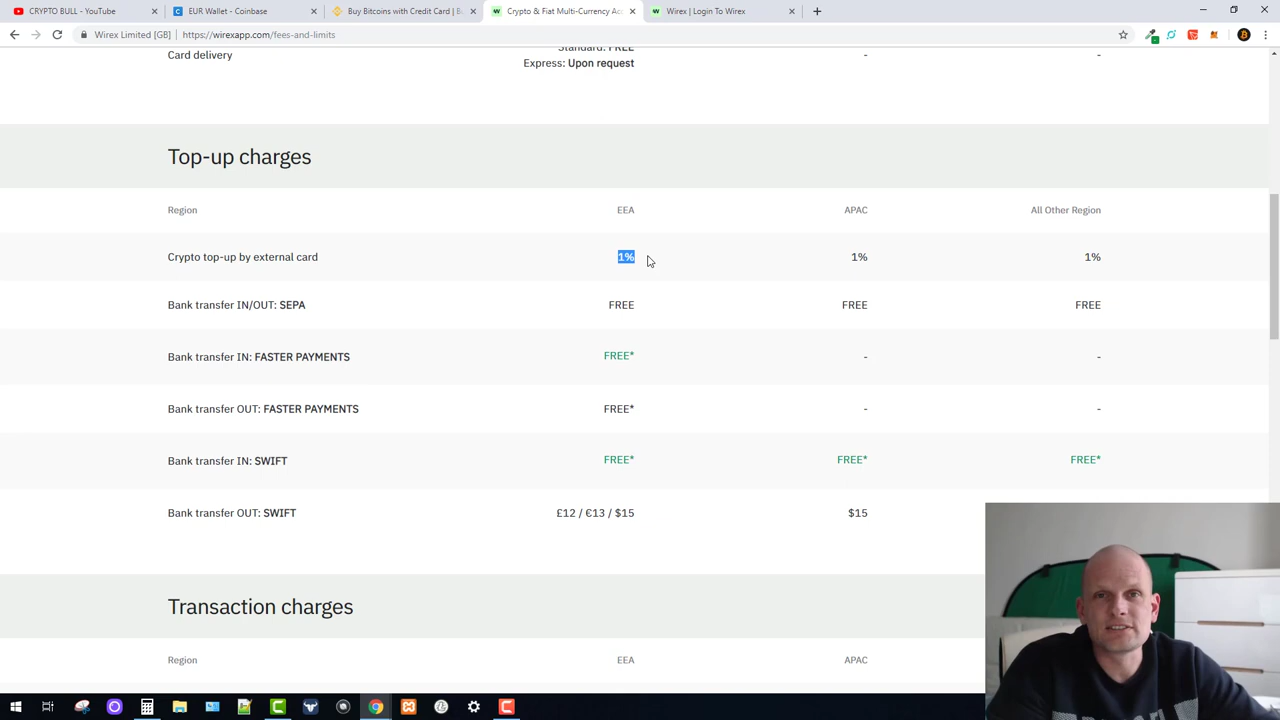 CRYPTO BULL - YouTube
EUR Wallet - Coinbase
Buy Bitcoins with Credit Card | B
Crypto & Fiat Multi-Currency Acc
Wirex | Login To Wirex
Wirex Limited [GB] | https://wirexapp.com/fees-and-limits
Standard: FREE
Card delivery - -
Express: Upon request
Top-up charges
Region EEA APAC All Other Region
Crypto top-up by external card 1% 1% 1%
Bank transfer IN/OUT: SEPA FREE FREE FREE
Bank transfer IN: FASTER PAYMENTS FREE* - -
Bank transfer OUT: FASTER PAYMENTS FREE* - -
Bank transfer IN: SWIFT FREE* FREE* FREE*
Bank transfer OUT: SWIFT £12 / €13 / $15 $15
Transaction charges
Region EEA APAC